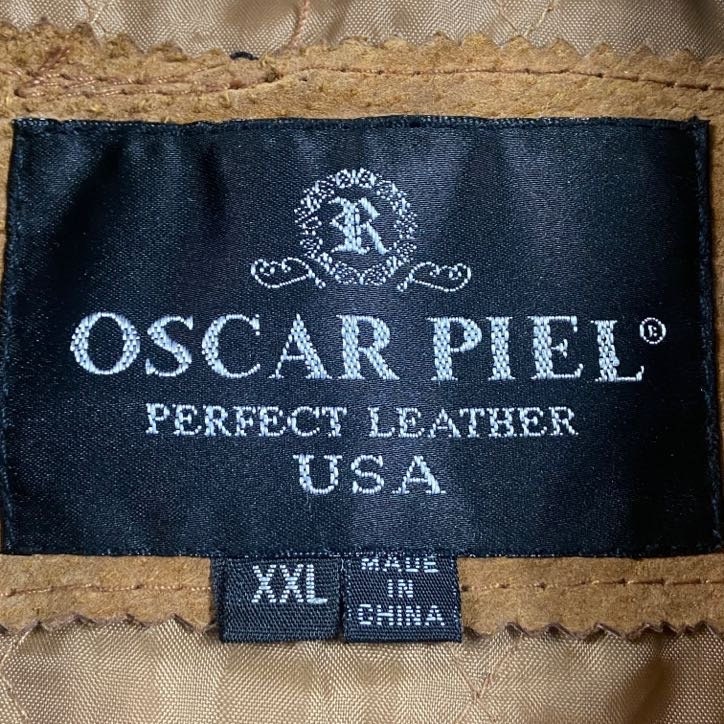 R
OSCAR PIEL®
PERFECT LEATHER
USA
XXL
MADE
IN
CHINA